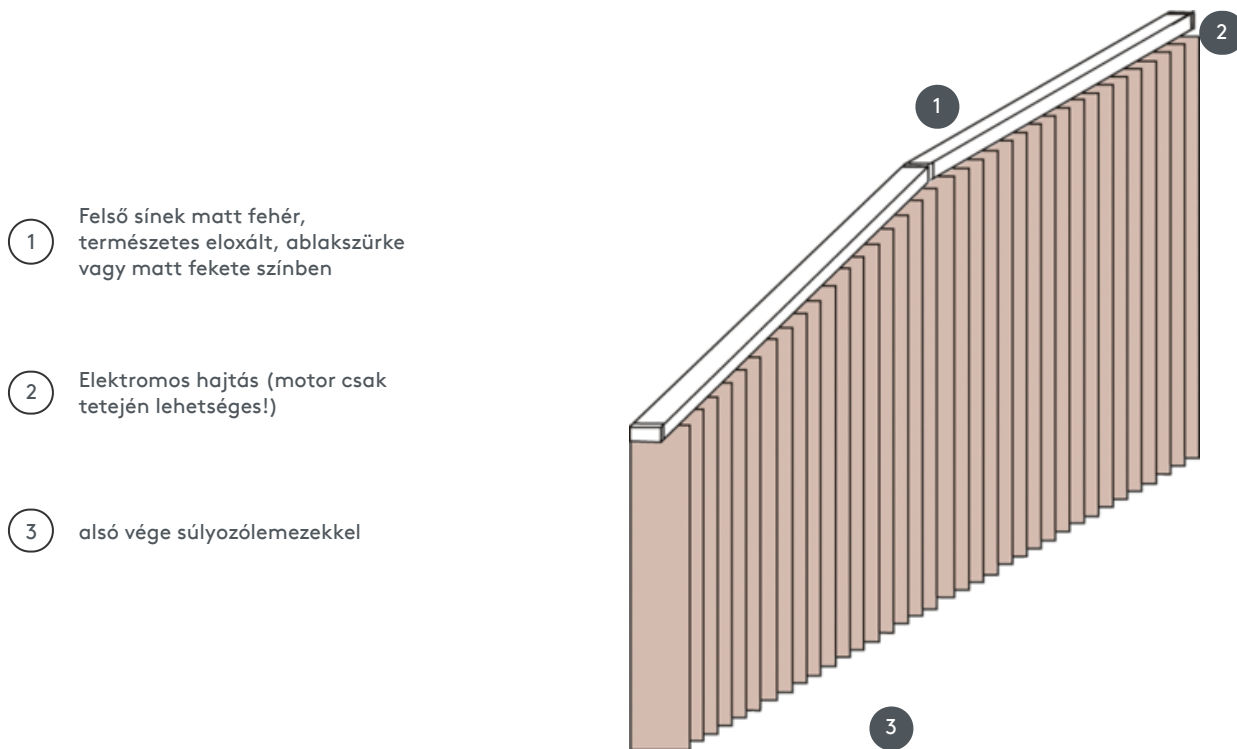 1
Felső sínek matt fehér,
természetes eloxált, ablakszürke
vagy matt fekete színben
2
Elektromos hajtás (motor csak
tetején lehetséges!)
3
alsó vége súlyozólemezekkel
2
1
3